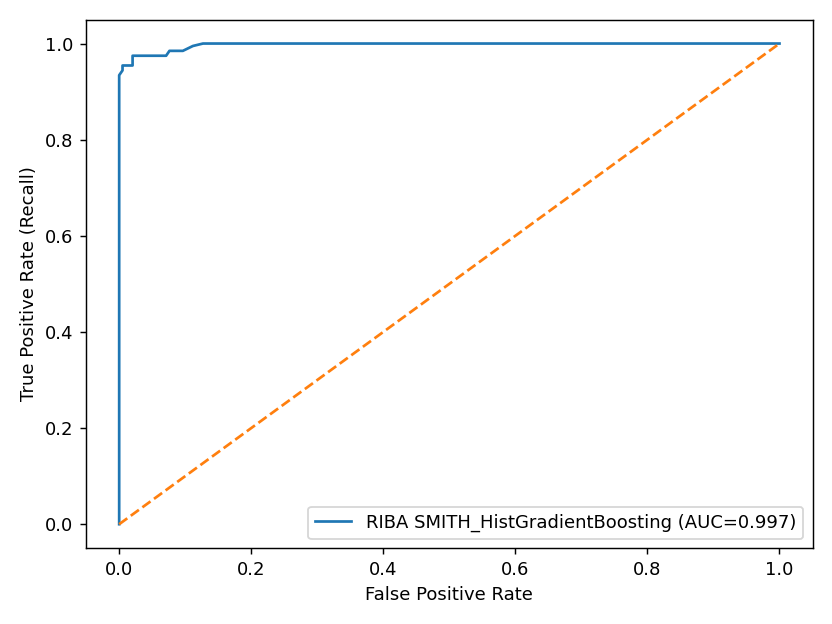 1.0
0.8
0.6
0.4
0.2
0.0
True Positive Rate (Recall)
RIBA SMITH_HistGradientBoosting (AUC=0.997)
0.0 0.2 0.4 0.6 0.8 1.0
False Positive Rate